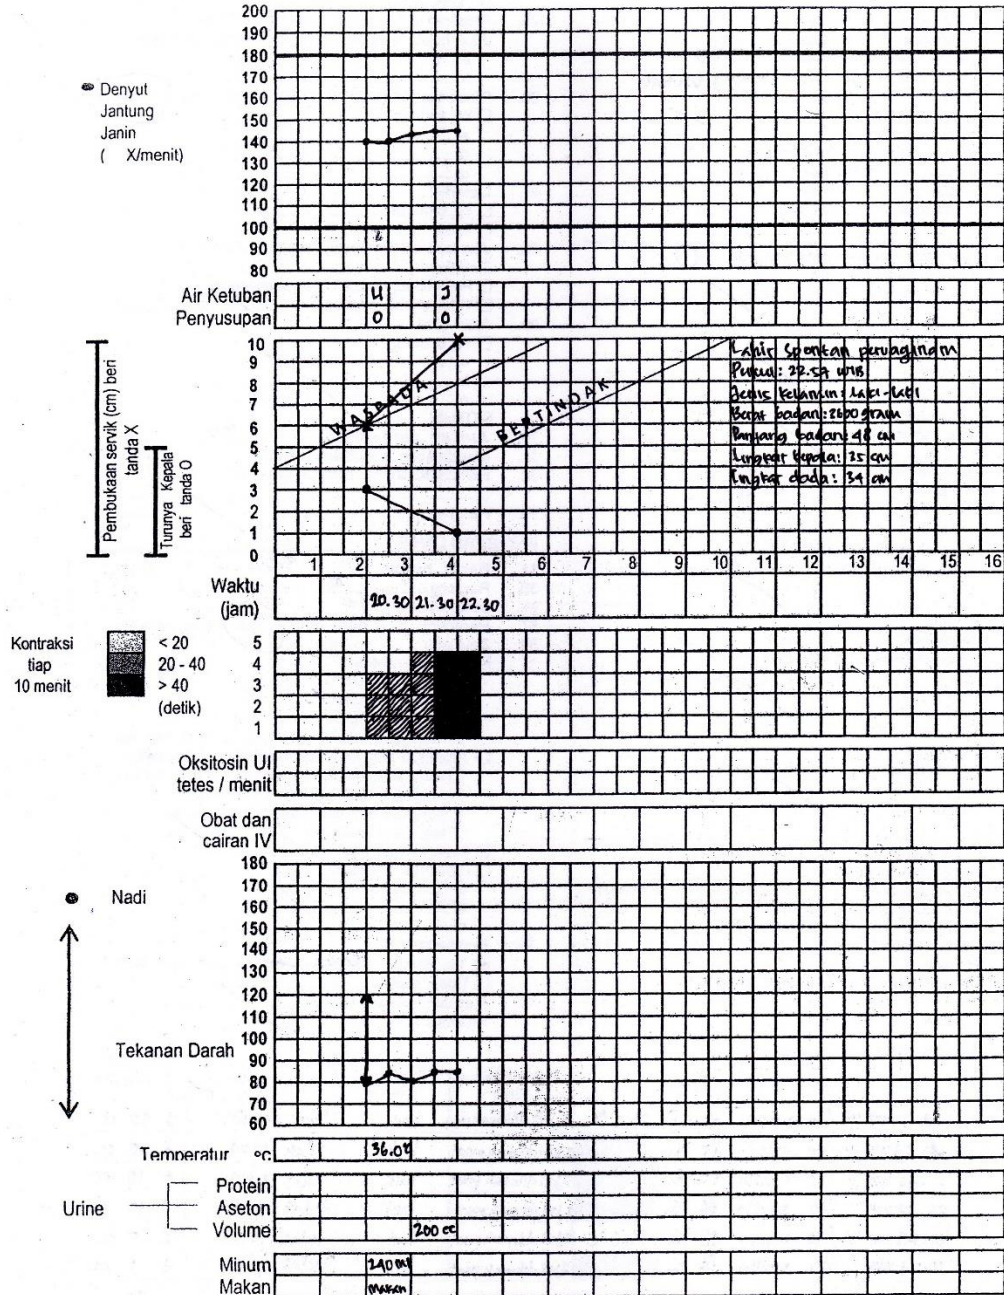 200
190
180
170
160
150
140
130
120
110
100
90
80
Denyut
Jantung
Janin
( X/menit)
Air Ketuban U J
Penyusupan 0 0
Pembukaan servik (cm) beri
tanda X
Turunya Kepala
beri tanda O
10
9
8
7
6
5
4
3
2
1
0
WASPADA
BERTINDAK
Lahir Spontan pervaginam
Pukul: 22.57 WIB
Jenis Kelamin: Laki-laki
Berat badan: 2600 gram
Panjang badan: 48 cm
Lingkar kepala: 35 cm
Lingkar dada: 34 cm
1 2 3 4 5 6 7 8 9 10 11 12 13 14 15 16
Waktu
(jam)
20.30 21.30 22.30
Kontraksi
tiap
10 menit
< 20
20 - 40
> 40
(detik)
5
4
3
2
1
Oksitosin UI
tetes / menit
Obat dan
cairan IV
Nadi
Tekanan Darah
180
170
160
150
140
130
120
110
100
90
80
70
60
Temperatur °c
Urine
Protein
Aseton
Volume 200 cc
Minum 240 ml
Makan makan